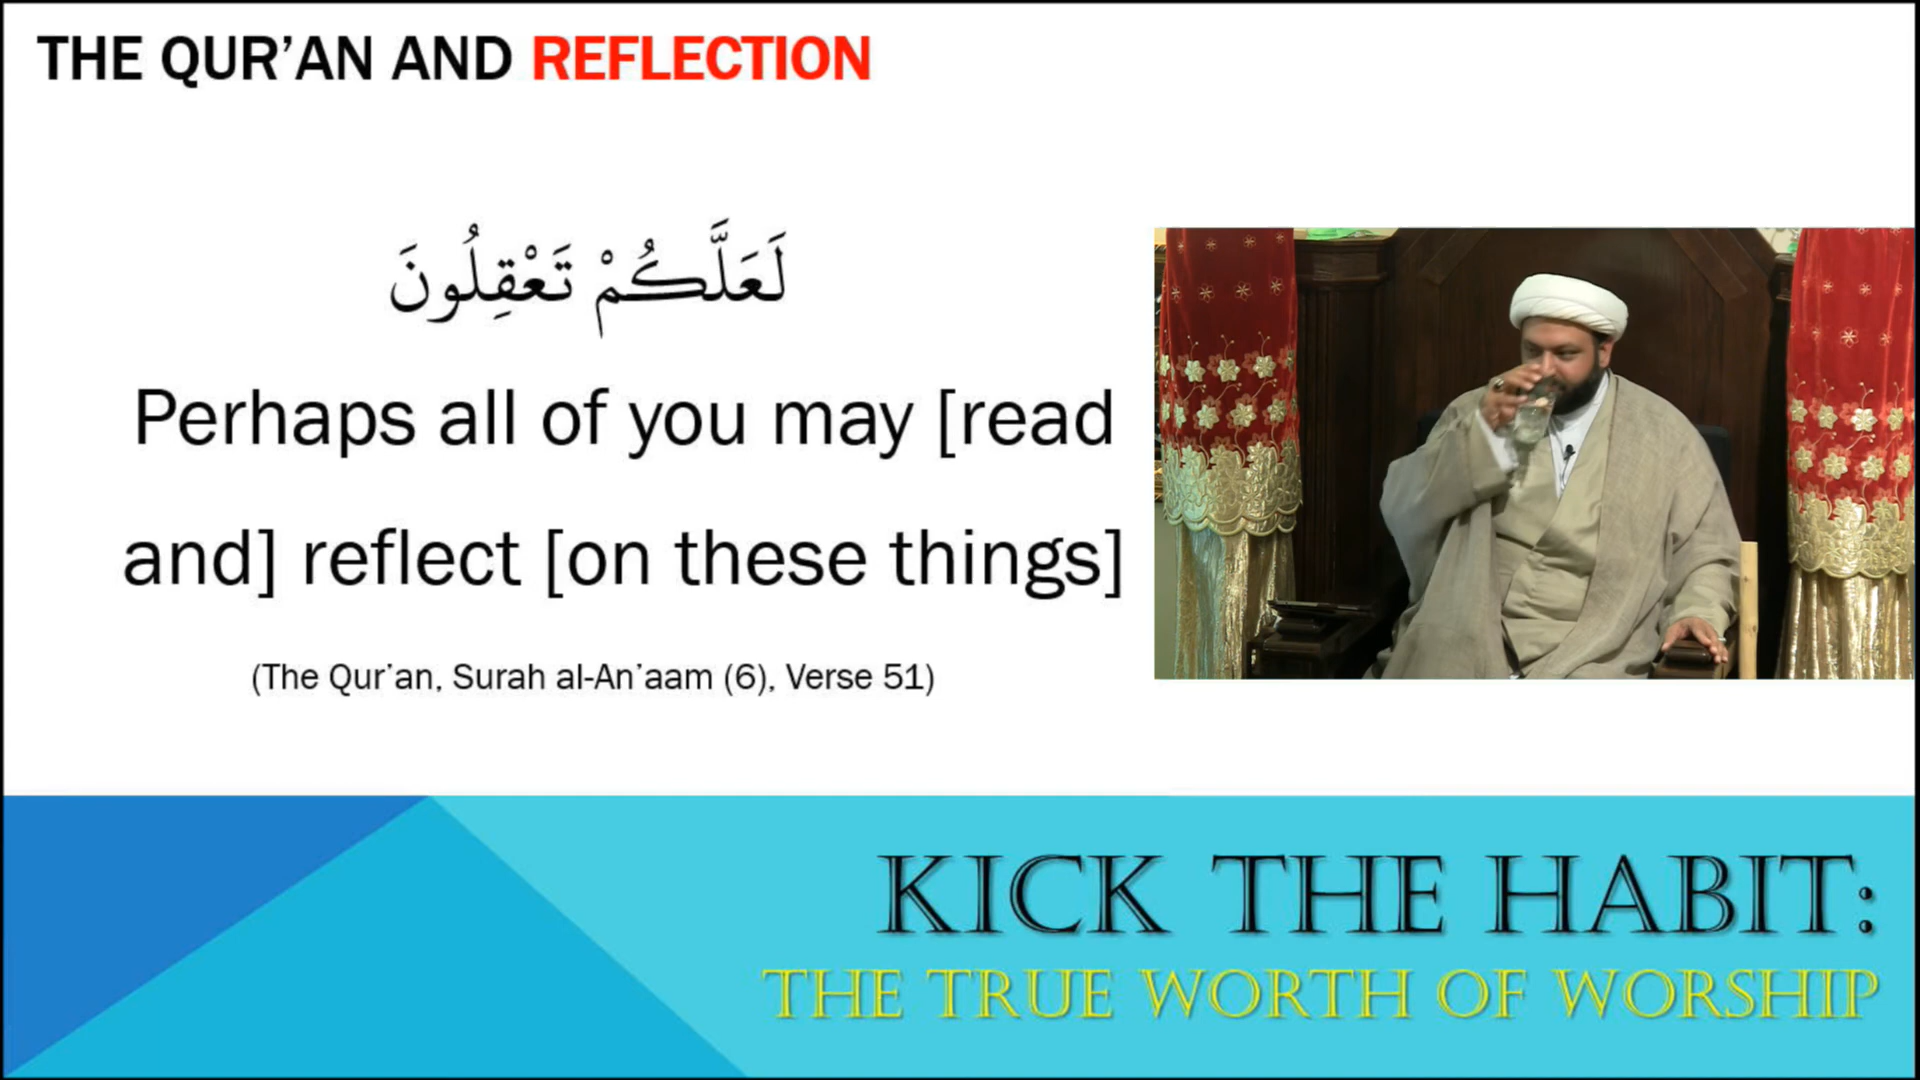 THE QUR’AN AND REFLECTION
لَعَلَّكُمْ تَعْقِلُونَ
Perhaps all of you may [read
and] reflect [on these things]
(The Qur’an, Surah al-An’aam (6), Verse 51)
KICK THE HABIT:
THE TRUE WORTH OF WORSHIP